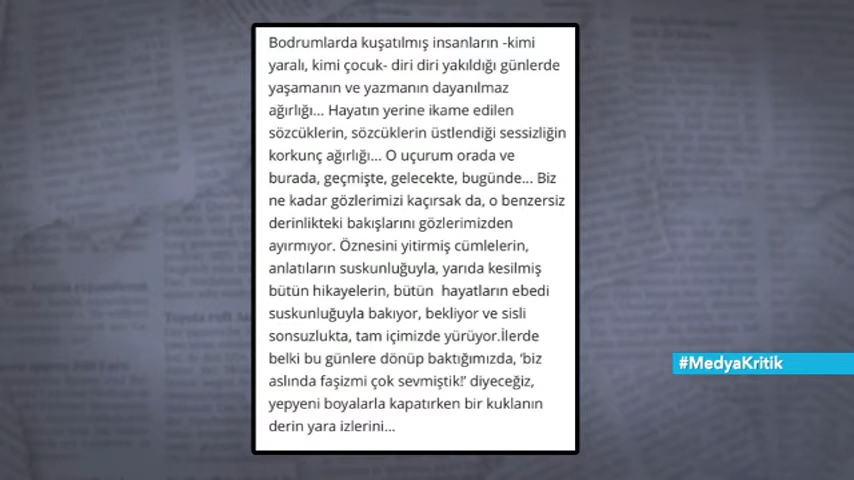 Bodrumlarda kuşatılmış insanların -kimi
yaralı, kimi çocuk- diri diri yakıldığı günlerde
yaşamanın ve yazmanın dayanılmaz
ağırlığı... Hayatın yerine ikame edilen
sözcüklerin, sözcüklerin üstlendiği sessizliğin
korkunç ağırlığı... O uçurum orada ve
burada, geçmişte, gelecekte, bugünde... Biz
ne kadar gözlerimizi kaçırsak da, o benzersiz
derinlikteki bakışlarını gözlerimizden
ayırmıyor. Öznesini yitirmiş cümlelerin,
anlatıların suskunluğuyla, yarıda kesilmiş
bütün hikayelerin, bütün  hayatların ebedi
suskunluğuyla bakıyor, bekliyor ve sisli
sonsuzlukta, tam içimizde yürüyor.İlerde
belki bu günlere dönüp baktığımızda, ‘biz
aslında faşizmi çok sevmiştik!’ diyeceğiz,
yepyeni boyalarla kapatırken bir kuklanın
derin yara izlerini...
#MedyaKritik